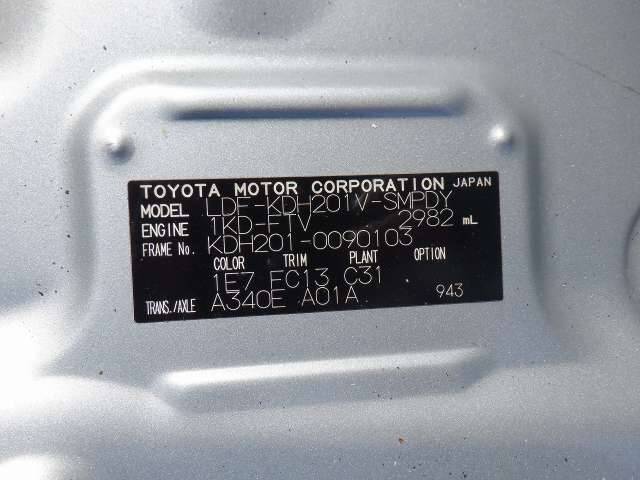 TOYOTA MOTOR CORPORATION JAPAN
MODEL LDF-KDH201V-SMPDY
ENGINE 1KD-FTV 2982 mL
FRAME No. KDH201-0090103
COLOR TRIM PLANT OPTION
1E7 FC13 C31
TRANS./AXLE A340E A01A 943